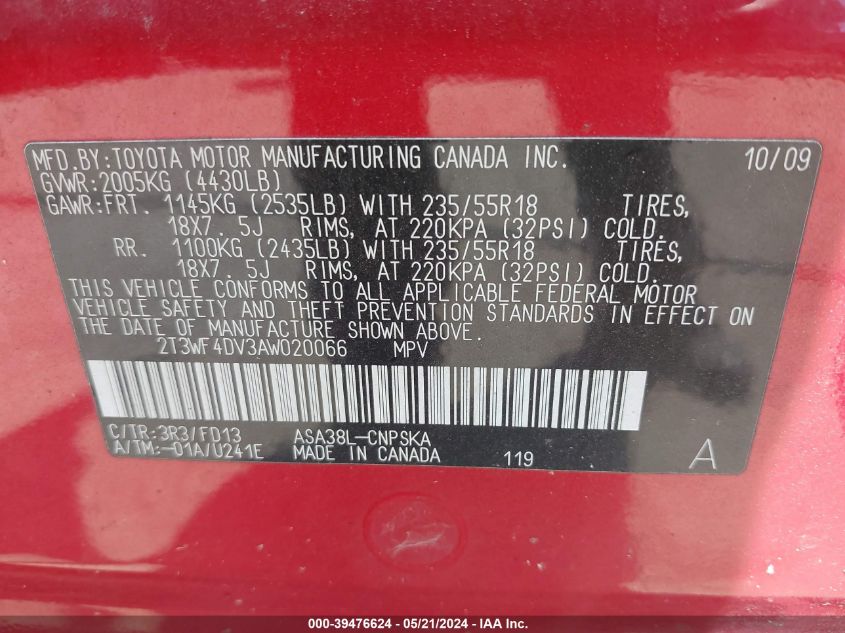 MFD.BY:TOYOTA MOTOR MANUFACTURING CANADA INC. 10/09
GVWR:2005KG (4430LB)
GAWR:FRT. 1145KG (2535LB) WITH 235/55R18 TIRES,
18X7.5J RIMS, AT 220KPA (32PSI) COLD.
RR. 1100KG (2435LB) WITH 235/55R18 TIRES,
18X7.5J RIMS, AT 220KPA (32PSI) COLD.
THIS VEHICLE CONFORMS TO ALL APPLICABLE FEDERAL MOTOR
VEHICLE SAFETY AND THEFT PREVENTION STANDARDS IN EFFECT ON
THE DATE OF MANUFACTURE SHOWN ABOVE.
2T3WF4DV3AW020066 MPV
C/TR:3R3/FD13 ASA38L-CNPSKA
A/TM:-01A/U241E MADE IN CANADA 119 A
000-39476624 - 05/21/2024 - IAA Inc.